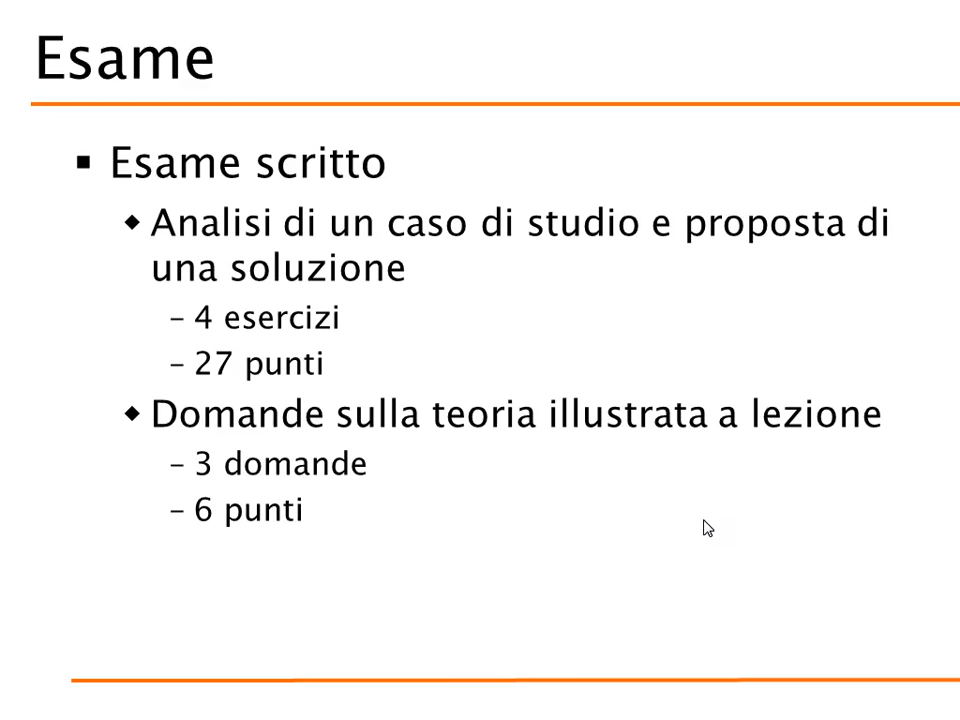 Esame
▪ Esame scritto
◆ Analisi di un caso di studio e proposta di
una soluzione
– 4 esercizi
– 27 punti
◆ Domande sulla teoria illustrata a lezione
– 3 domande
– 6 punti